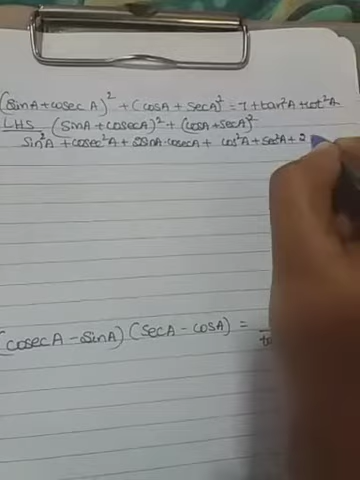 (sinA+cosec A)² + (cosA + secA)² = 7 + tan²A + cot²A
LHS (sinA + cosecA)² + (cosA + secA)²
sin²A + cosec²A + 2sinA·cosecA + cos²A + sec²A + 2
(cosecA - sinA) (secA - cosA) =